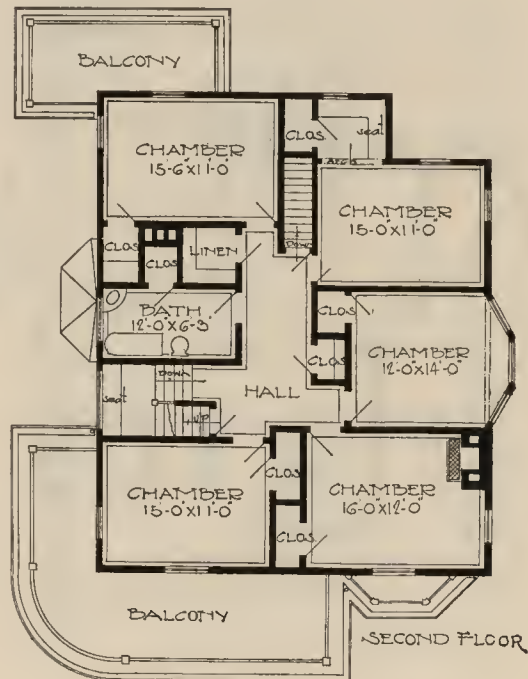 BALCONY
CHAMBER
15-6"X11-0"
CLOS.
seat
ARCH
CHAMBER
15-0"X11-0"
DOWN
CLOS
LINEN
CLOS
BATH
12'-0"X6-3"
CLOS
CHAMBER
12-0"X14'-0"
CLOS
HALL
seat
DOWN
UP
CHAMBER
15'-0"X11'-0"
CLOS
CHAMBER
16-0"X12-0"
CLOS.
BALCONY
SECOND FLOOR